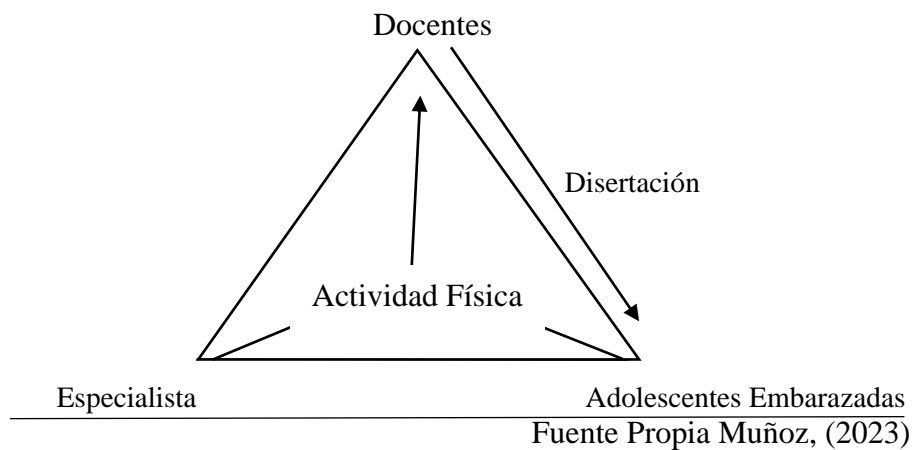 Docentes
Disertación
Actividad Física
Especialista
Adolescentes Embarazadas
Fuente Propia Muñoz, (2023)